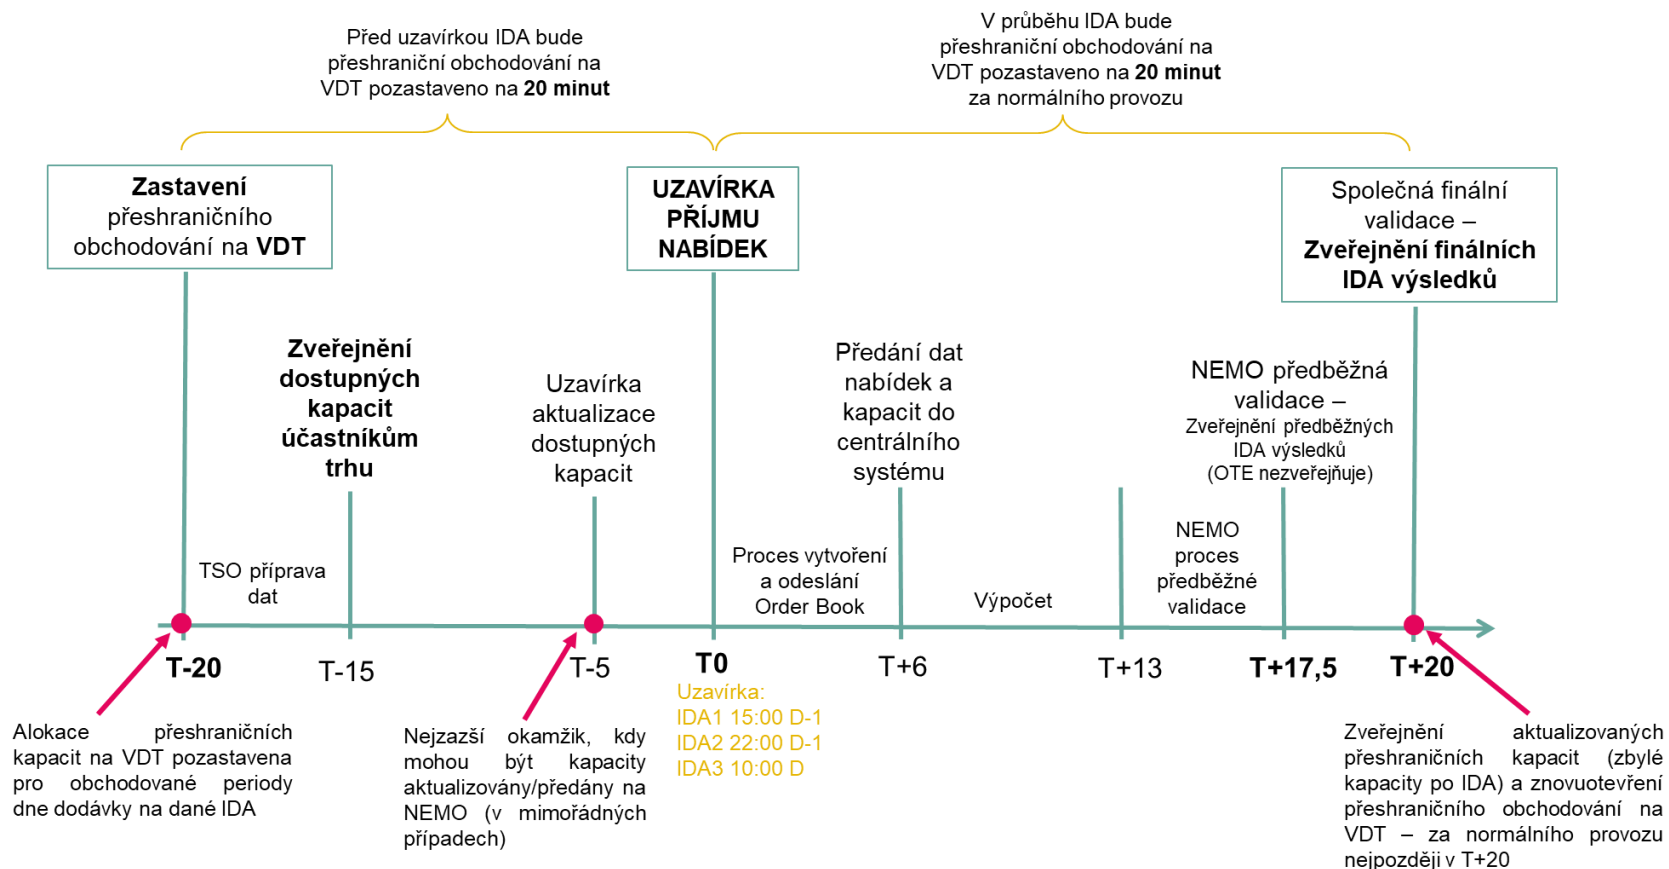 Před uzavírkou IDA bude
přeshraniční obchodování na
VDT pozastaveno na 20 minut
V průběhu IDA bude
přeshraniční obchodování na
VDT pozastaveno na 20 minut
za normálního provozu
Zastavení
přeshraničního
obchodování na VDT
UZAVÍRKA
PŘÍJMU
NABÍDEK
Společná finální
validace –
Zveřejnění finálních
IDA výsledků
Zveřejnění
dostupných
kapacit
účastníkům
trhu
Uzavírka
aktualizace
dostupných
kapacit
Předání dat
nabídek a
kapacit do
centrálního
systému
NEMO předběžná
validace –
Zveřejnění předběžných
IDA výsledků
(OTE nezveřejňuje)
TSO příprava
dat
Proces vytvoření
a odeslání
Order Book
Výpočet
NEMO
proces
předběžné
validace
T-20
T-15
T-5
T0
T+6
T+13
T+17,5
T+20
Uzavírka:
IDA1 15:00 D-1
IDA2 22:00 D-1
IDA3 10:00 D
Alokace přeshraničních
kapacit na VDT pozastavena
pro obchodované periody
dne dodávky na dané IDA
Nejzazší okamžik, kdy
mohou být kapacity
aktualizovány/předány na
NEMO (v mimořádných
případech)
Zveřejnění aktualizovaných
přeshraničních kapacit (zbylé
kapacity po IDA) a znovuotevření
přeshraničního obchodování na
VDT – za normálního provozu
nejpozději v T+20